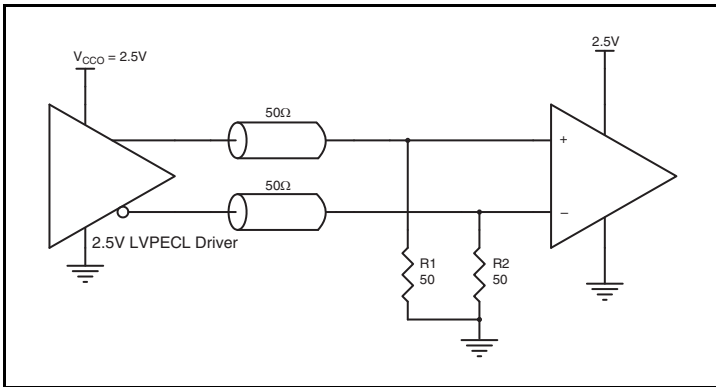 V_CCO = 2.5V
2.5V
50Ω
+
50Ω
−
2.5V LVPECL Driver
R1
50
R2
50